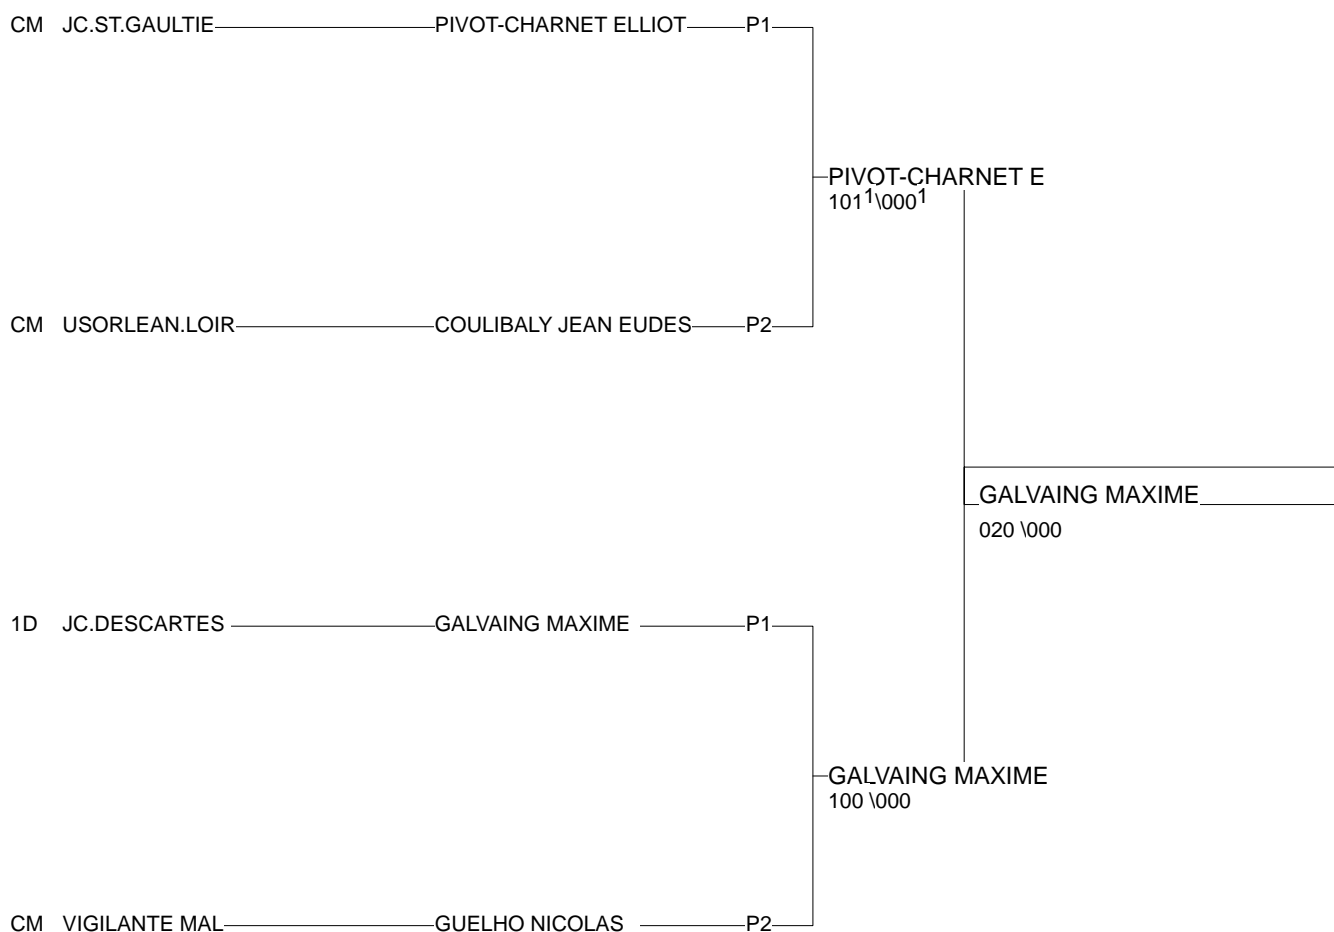 CM JC.ST.GAULTIE PIVOT-CHARNET ELLIOT P1
PIVOT-CHARNET E
101¹\000¹
CM USORLEAN.LOIR COULIBALY JEAN EUDES P2
GALVAING MAXIME
020 \000
1D JC.DESCARTES GALVAING MAXIME P1
GALVAING MAXIME
100 \000
CM VIGILANTE MAL GUELHO NICOLAS P2